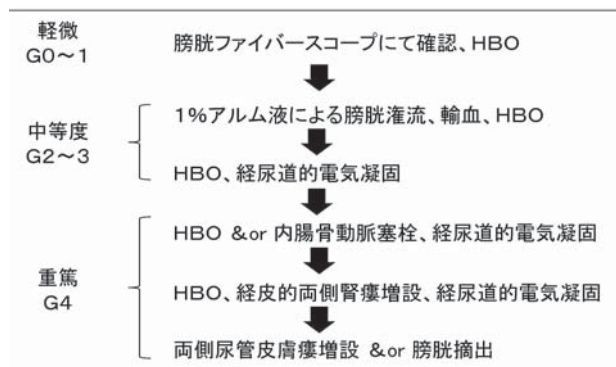 軽微
G0~1
膀胱ファイバースコープにて確認、HBO
中等度
G2~3
1%アルム液による膀胱潅流、輸血、HBO
HBO、経尿道的電気凝固
重篤
G4
HBO &or 内腸骨動脈塞栓、経尿道的電気凝固
HBO、経皮的両側腎瘻増設、経尿道的電気凝固
両側尿管皮膚瘻増設 &or 膀胱摘出